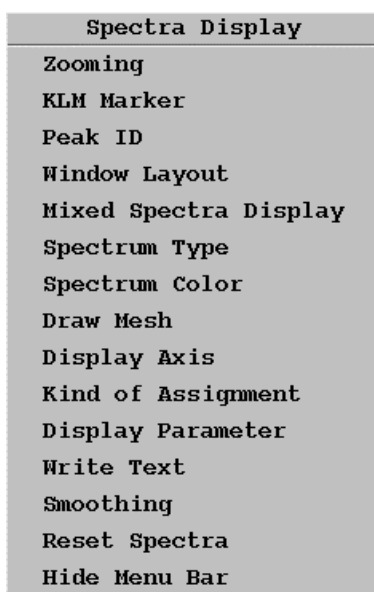 Spectra Display
Zooming
KLM Marker
Peak ID
Window Layout
Mixed Spectra Display
Spectrum Type
Spectrum Color
Draw Mesh
Display Axis
Kind of Assignment
Display Parameter
Write Text
Smoothing
Reset Spectra
Hide Menu Bar